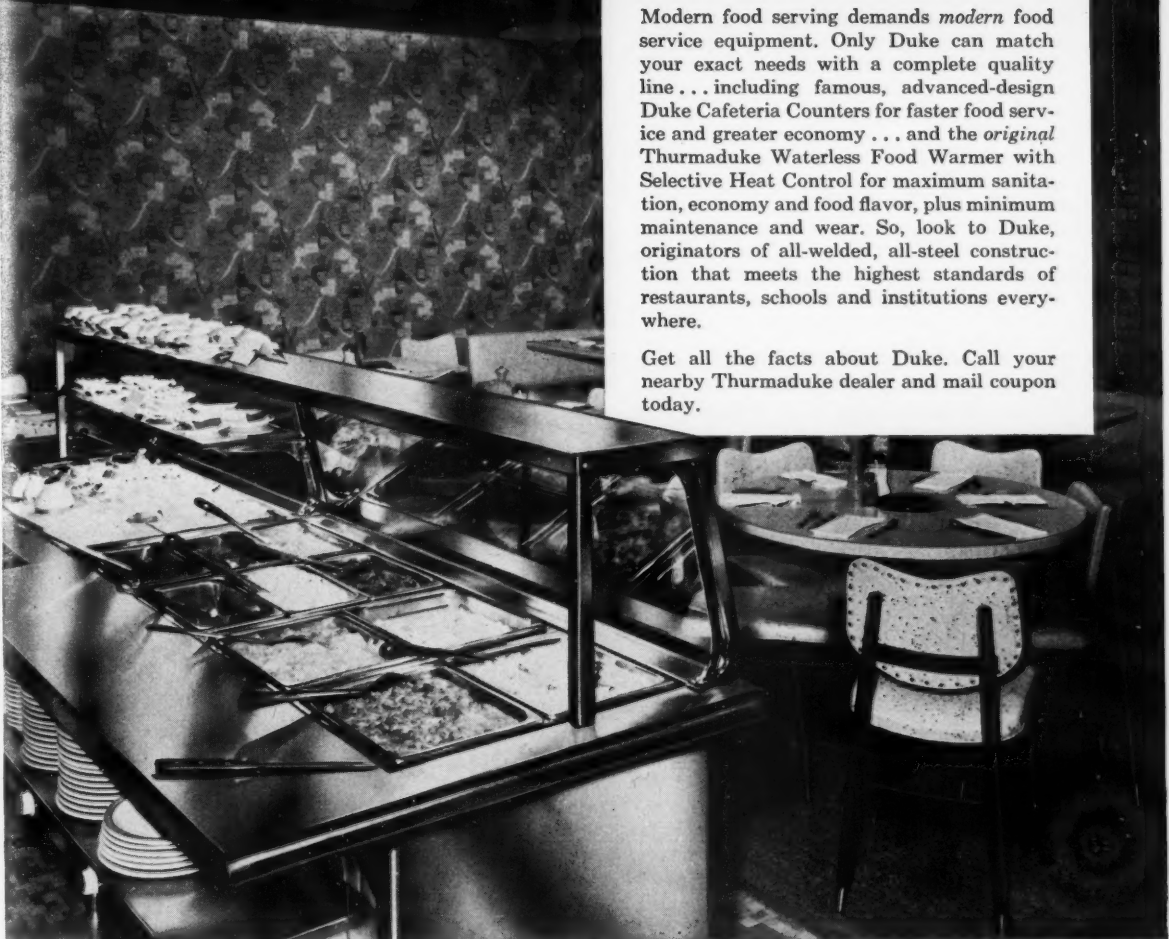 Modern food serving demands modern food
service equipment. Only Duke can match
your exact needs with a complete quality
line . . . including famous, advanced-design
Duke Cafeteria Counters for faster food serv-
ice and greater economy . . . and the original
Thurmaduke Waterless Food Warmer with
Selective Heat Control for maximum sanita-
tion, economy and food flavor, plus minimum
maintenance and wear. So, look to Duke,
originators of all-welded, all-steel construc-
tion that meets the highest standards of
restaurants, schools and institutions every-
where.
Get all the facts about Duke. Call your
nearby Thurmaduke dealer and mail coupon
today.